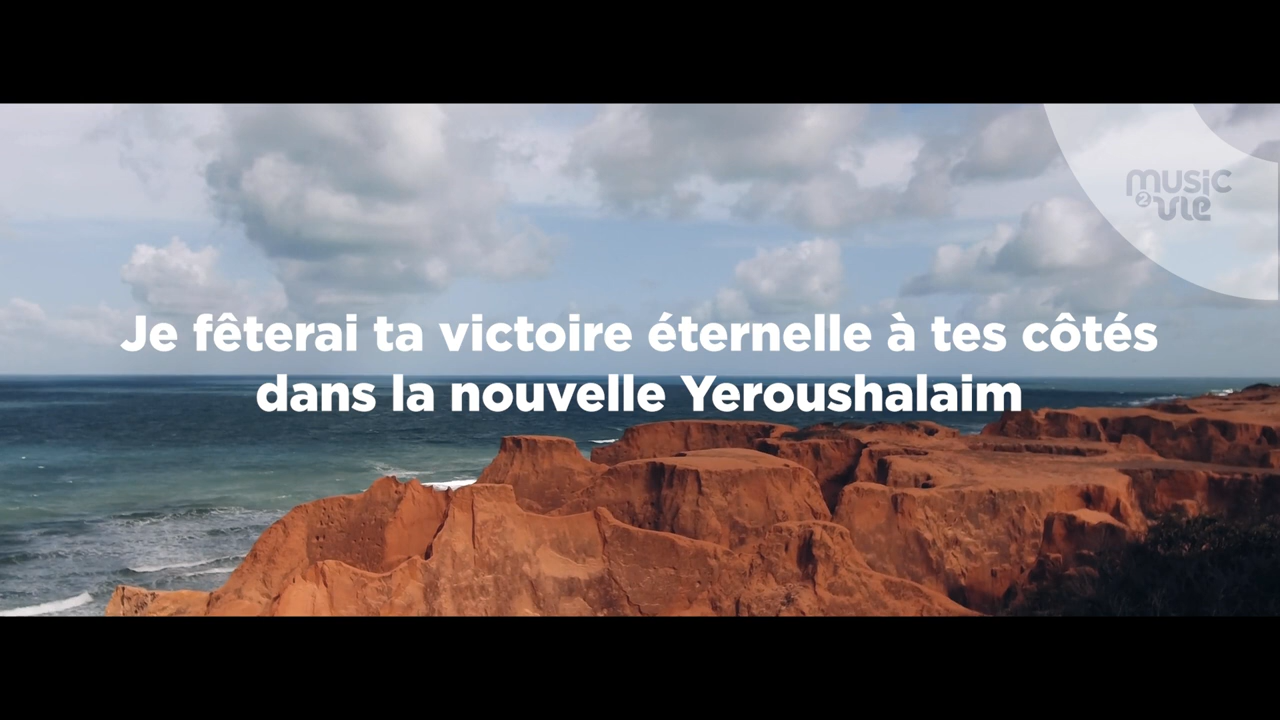 music
2 vie
Je fêterai ta victoire éternelle à tes côtés
dans la nouvelle Yeroushalaim